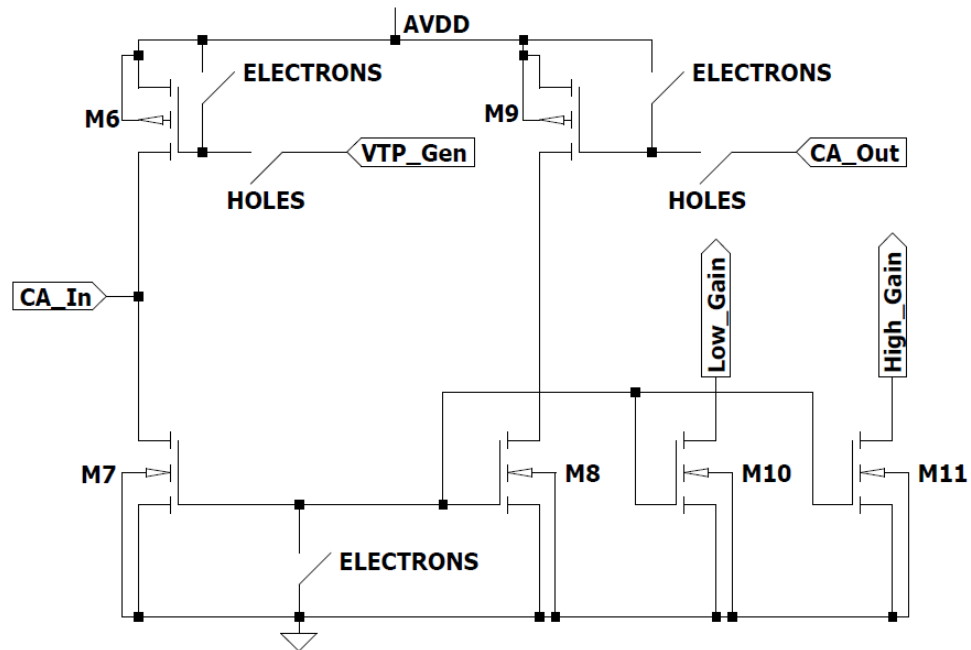 AVDD
ELECTRONS
ELECTRONS
M6
M9
VTP_Gen
CA_Out
HOLES
HOLES
CA_In
Low_Gain
High_Gain
M7
M8
M10
M11
ELECTRONS